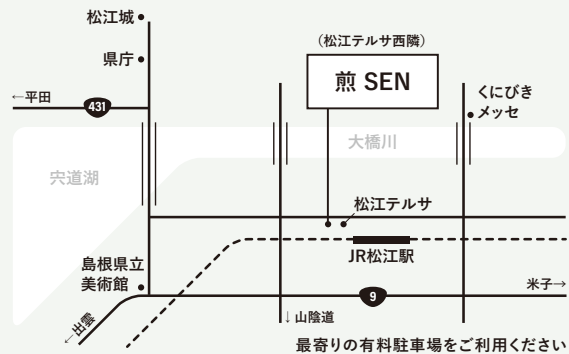 松江城
県庁
←平田
431
(松江テルサ西隣)
煎 SEN
くにびき
メッセ
大橋川
宍道湖
松江テルサ
JR松江駅
島根県立
美術館
米子→
9
←出雲
↓山陰道
最寄りの有料駐車場をご利用ください